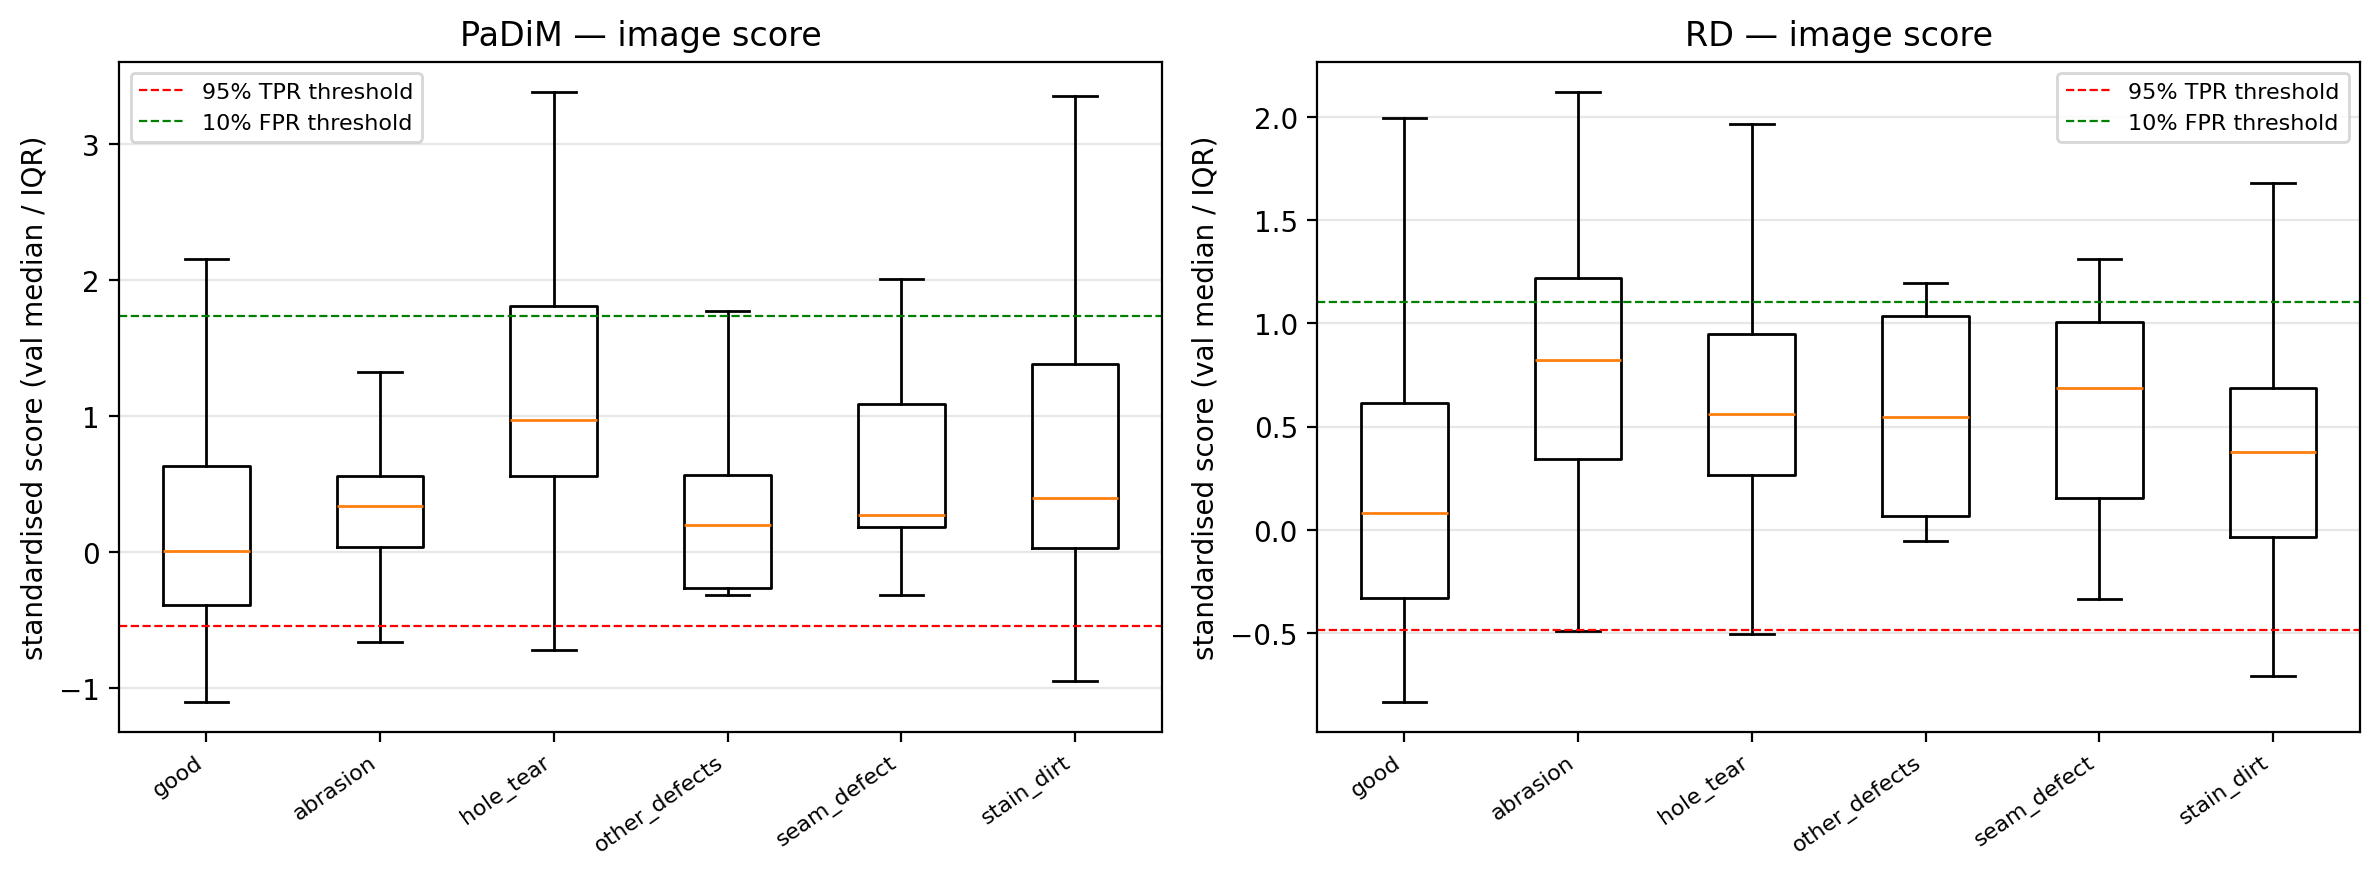 PaDiM — image score
standardised score (val median / IQR)
95% TPR threshold
10% FPR threshold
3
2
1
0
−1
good
abrasion
hole_tear
other_defects
seam_defect
stain_dirt
RD — image score
standardised score (val median / IQR)
95% TPR threshold
10% FPR threshold
2.0
1.5
1.0
0.5
0.0
−0.5
good
abrasion
hole_tear
other_defects
seam_defect
stain_dirt